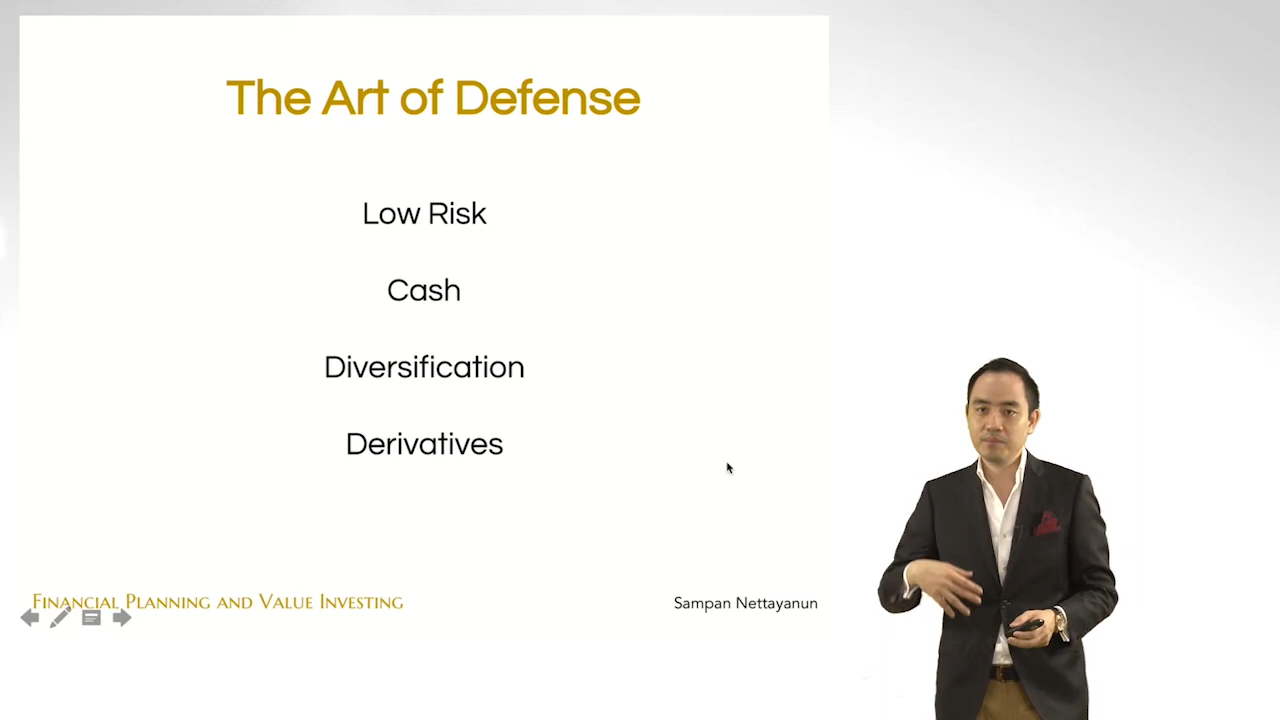 The Art of Defense
Low Risk
Cash
Diversification
Derivatives
Financial Planning and Value Investing
Sampan Nettayanun